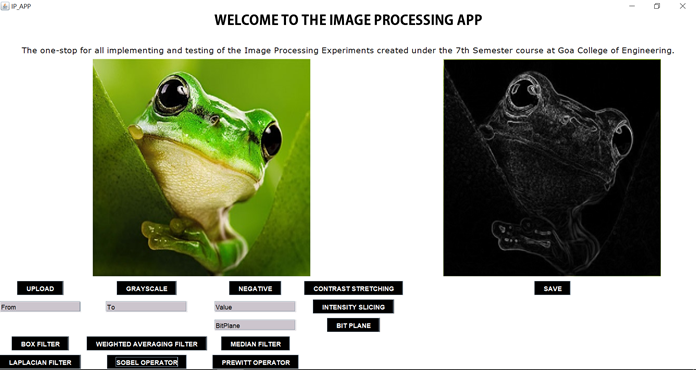 IP_APP
WELCOME TO THE IMAGE PROCESSING APP
The one-stop for all implementing and testing of the Image Processing Experiments created under the 7th Semester course at Goa College of Engineering.
UPLOAD GRAYSCALE NEGATIVE CONTRAST STRETCHING SAVE
From To Value INTENSITY SLICING
BitPlane BIT PLANE
BOX FILTER WEIGHTED AVERAGING FILTER MEDIAN FILTER
LAPLACIAN FILTER SOBEL OPERATOR PREWITT OPERATOR